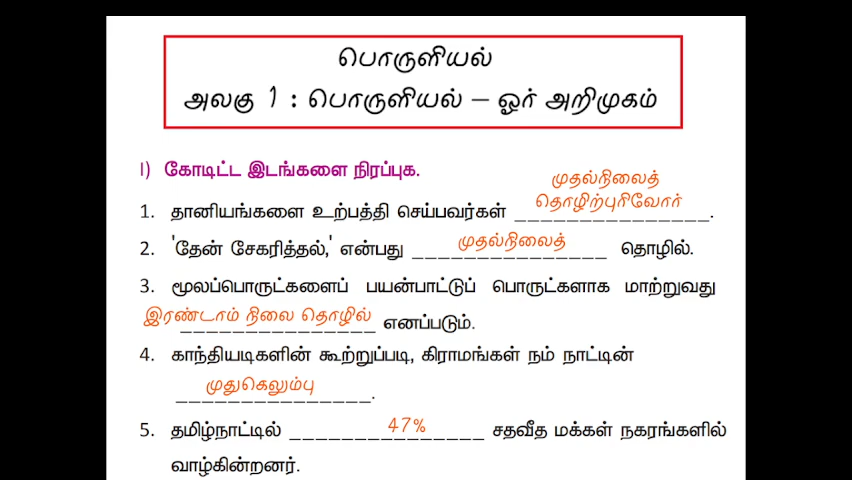 பொருளியல்
அலகு 1 : பொருளியல் – ஓர் அறிமுகம்
I) கோடிட்ட இடங்களை நிரப்புக.
முதல்நிலைத்
தொழிற்புரிவோர்
1. தானியங்களை உற்பத்தி செய்பவர்கள் _______________.
2. 'தேன் சேகரித்தல்,' என்பது முதல்நிலைத் தொழில்.
3. மூலப்பொருட்களைப் பயன்பாட்டுப் பொருட்களாக மாற்றுவது
இரண்டாம் நிலை தொழில் எனப்படும்.
4. காந்தியடிகளின் கூற்றுப்படி, கிராமங்கள் நம் நாட்டின்
முதுகெலும்பு.
5. தமிழ்நாட்டில் 47% சதவீத மக்கள் நகரங்களில்
வாழ்கின்றனர்.